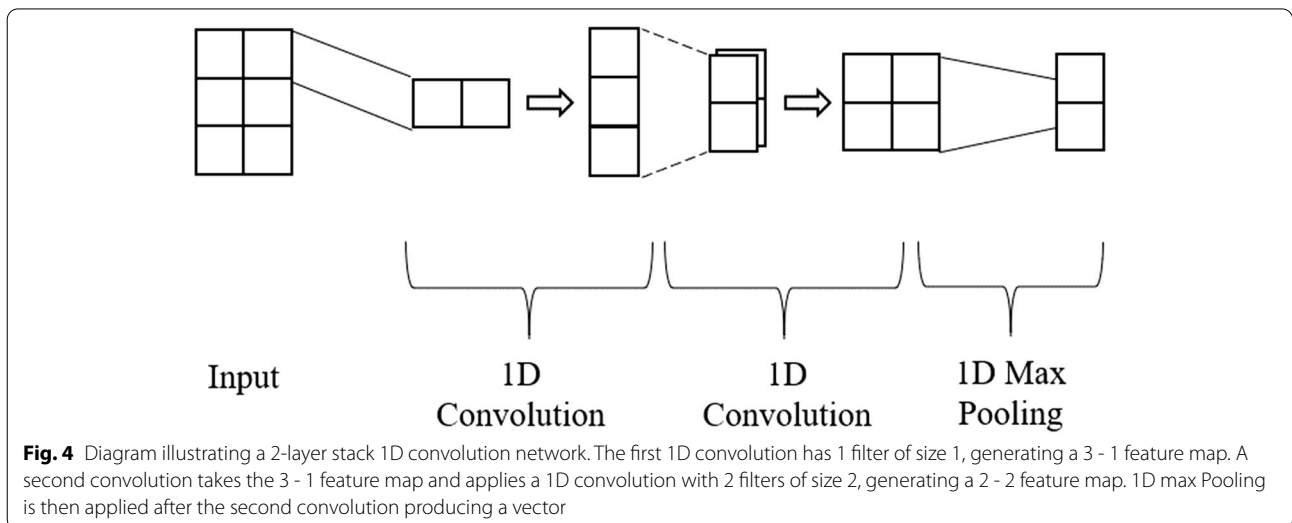 Input
1D
Convolution
1D
Convolution
1D Max
Pooling
Fig. 4 Diagram illustrating a 2-layer stack 1D convolution network. The first 1D convolution has 1 filter of size 1, generating a 3 - 1 feature map. A
second convolution takes the 3 - 1 feature map and applies a 1D convolution with 2 filters of size 2, generating a 2 - 2 feature map. 1D max Pooling
is then applied after the second convolution producing a vector